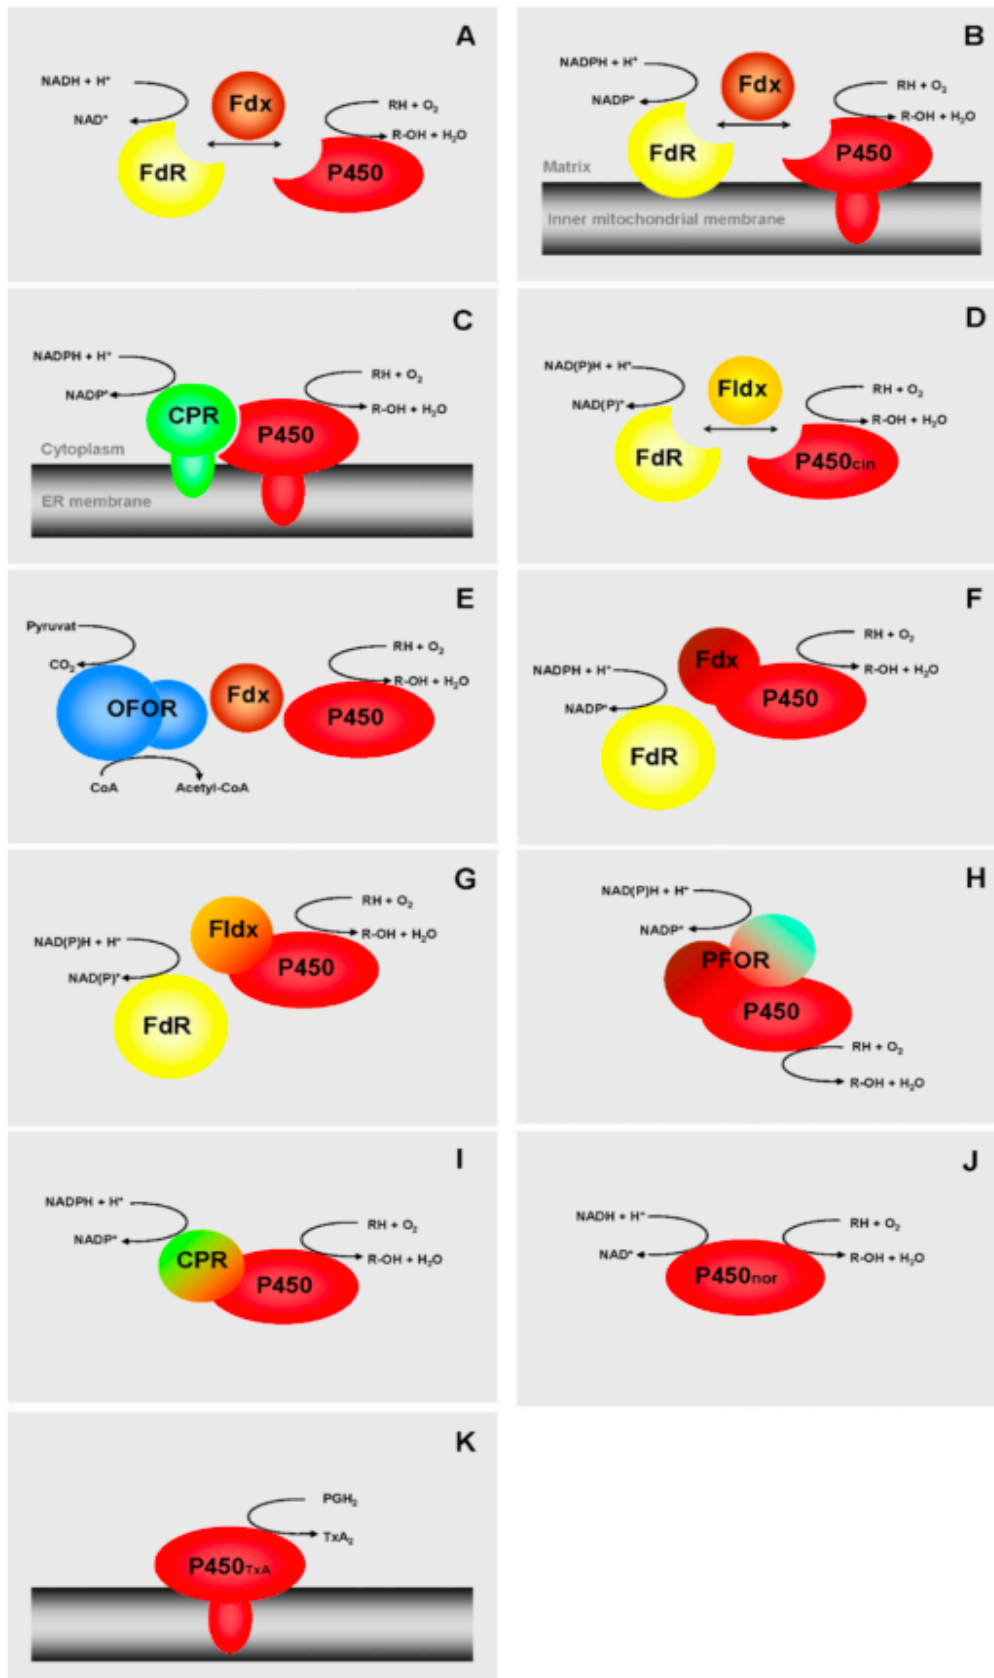 A
NADH + H⁺
Fdx
RH + O₂
NAD⁺
R-OH + H₂O
FdR
P450
B
NADPH + H⁺
Fdx
RH + O₂
NADP⁺
R-OH + H₂O
FdR
P450
Matrix
Inner mitochondrial membrane
C
NADPH + H⁺
RH + O₂
NADP⁺
R-OH + H₂O
CPR
P450
Cytoplasm
ER membrane
D
NAD(P)H + H⁺
Fldx
RH + O₂
NAD(P)⁺
R-OH + H₂O
FdR
P450cin
E
Pyruvat
RH + O₂
CO₂
R-OH + H₂O
OFOR
Fdx
P450
CoA
Acetyl-CoA
F
RH + O₂
Fdx
NADPH + H⁺
R-OH + H₂O
P450
NADP⁺
FdR
G
RH + O₂
Fldx
NAD(P)H + H⁺
R-OH + H₂O
P450
NAD(P)⁺
FdR
H
NAD(P)H + H⁺
NADP⁺
PFOR
P450
RH + O₂
R-OH + H₂O
I
NADPH + H⁺
RH + O₂
NADP⁺
R-OH + H₂O
CPR
P450
J
NADH + H⁺
RH + O₂
NAD⁺
R-OH + H₂O
P450nor
K
PGH₂
TxA₂
P450TxA